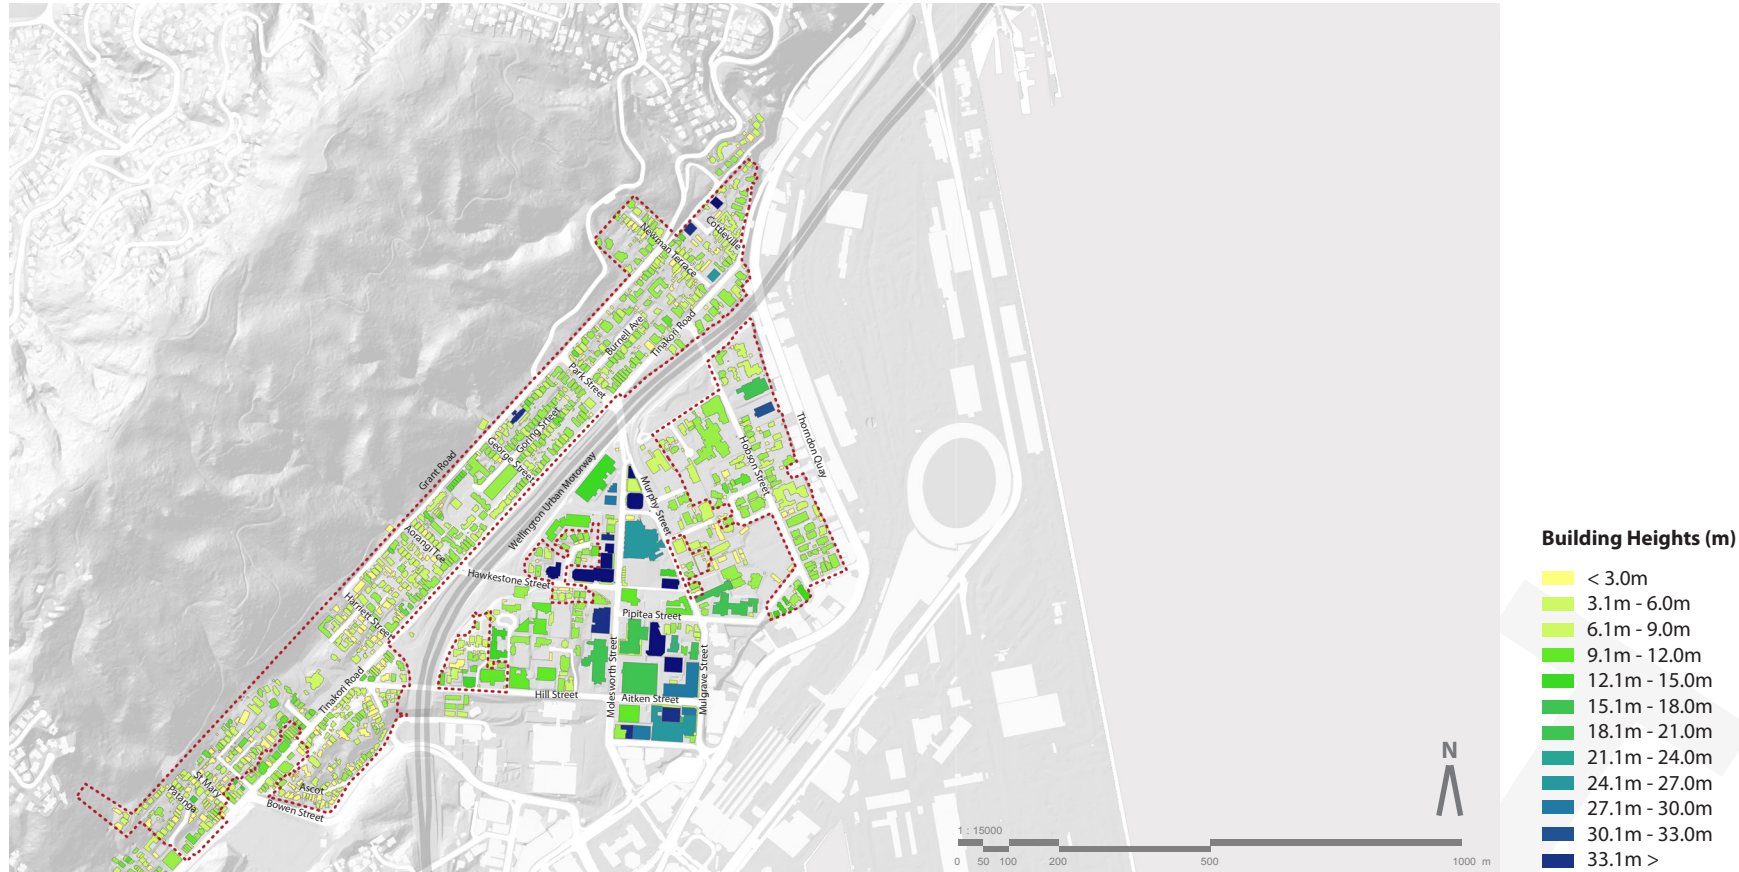 Newman Terrace
Cottleville
Burnell Ave
Tinakori Road
Park Street
Goring Street
George Street
Grant Road
Thorndon Quay
Hobson Street
Wellington Urban Motorway
Murphy Street
Aorangi Tce
Hawkestone Street
Harriett Street
Pipitea Street
Molesworth Street
Mulgrave Street
Tinakori Road
Hill Street
Aitken Street
St Mary
Patanga
Ascot
Bowen Street
Building Heights (m)
< 3.0m
3.1m - 6.0m
6.1m - 9.0m
9.1m - 12.0m
12.1m - 15.0m
15.1m - 18.0m
18.1m - 21.0m
21.1m - 24.0m
24.1m - 27.0m
27.1m - 30.0m
30.1m - 33.0m
33.1m >
N
1 : 15000
0 50 100 200 500 1000 m